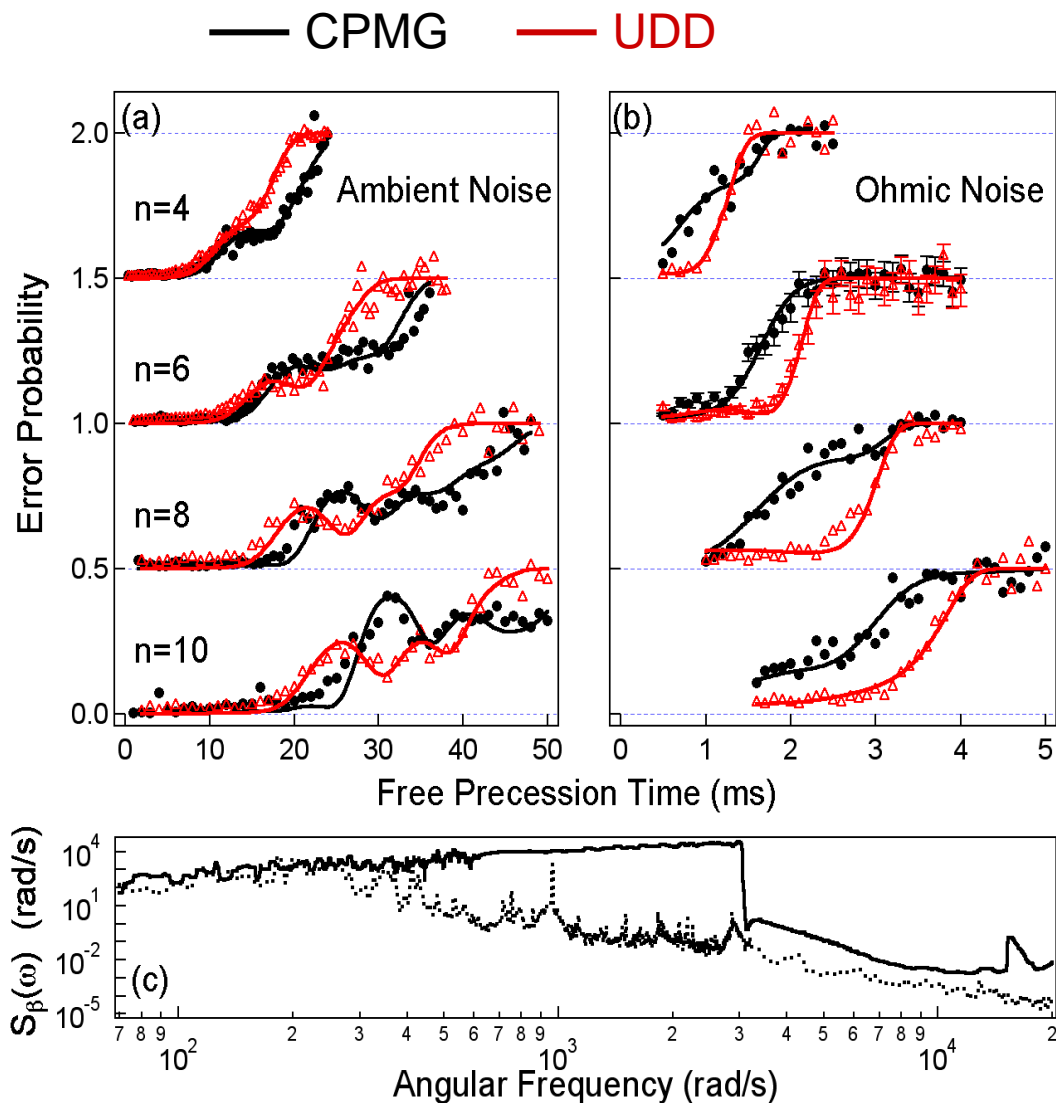 CPMG UDD
(a) (b)
2.0
Ambient Noise Ohmic Noise
n=4
1.5
n=6
Error Probability
1.0
n=8
0.5
n=10
0.0
0 10 20 30 40 50 0 1 2 3 4 5
Free Precession Time (ms)
10^4
10^1
10^-2
10^-5
S_β(ω) (rad/s)
(c)
7 8 9 2 3 4 5 6 7 8 9 2 3 4 5 6 7 8 9 2
10^2 10^3 10^4
Angular Frequency (rad/s)